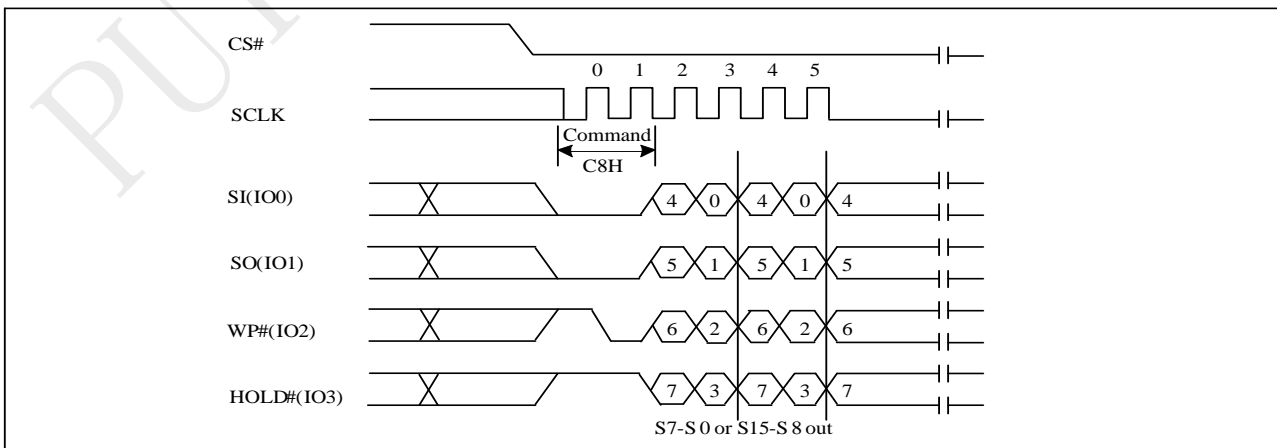 PU
CS#
0 1 2 3 4 5
SCLK
Command
C8H
SI(IO0) 4 0 4 0 4
SO(IO1) 5 1 5 1 5
WP#(IO2) 6 2 6 2 6
HOLD#(IO3) 7 3 7 3 7
S7-S 0 or S15-S 8 out